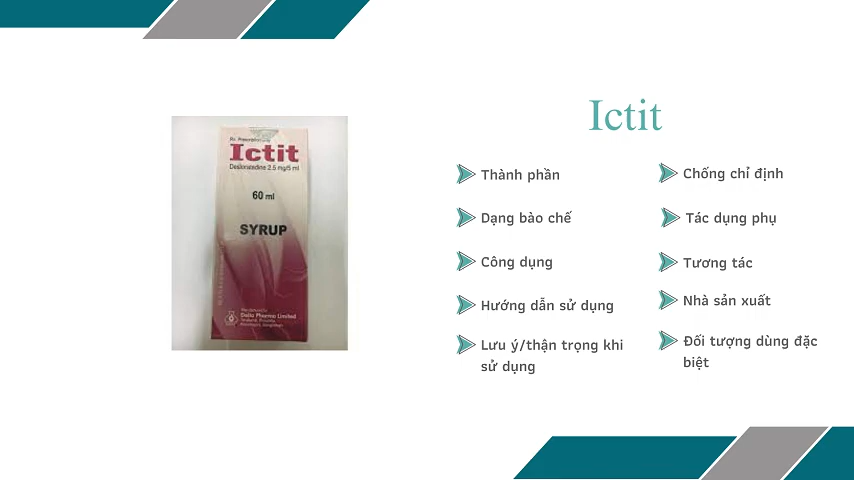 Ictit
Rx Prescription
Ictit
Desloratadine 2.5 mg/5 ml
60 ml
SYRUP
Delta Pharma Limited
Thành phần
Dạng bào chế
Công dụng
Hướng dẫn sử dụng
Lưu ý/thận trọng khi
sử dụng
Chống chỉ định
Tác dụng phụ
Tương tác
Nhà sản xuất
Đối tượng dùng đặc
biệt